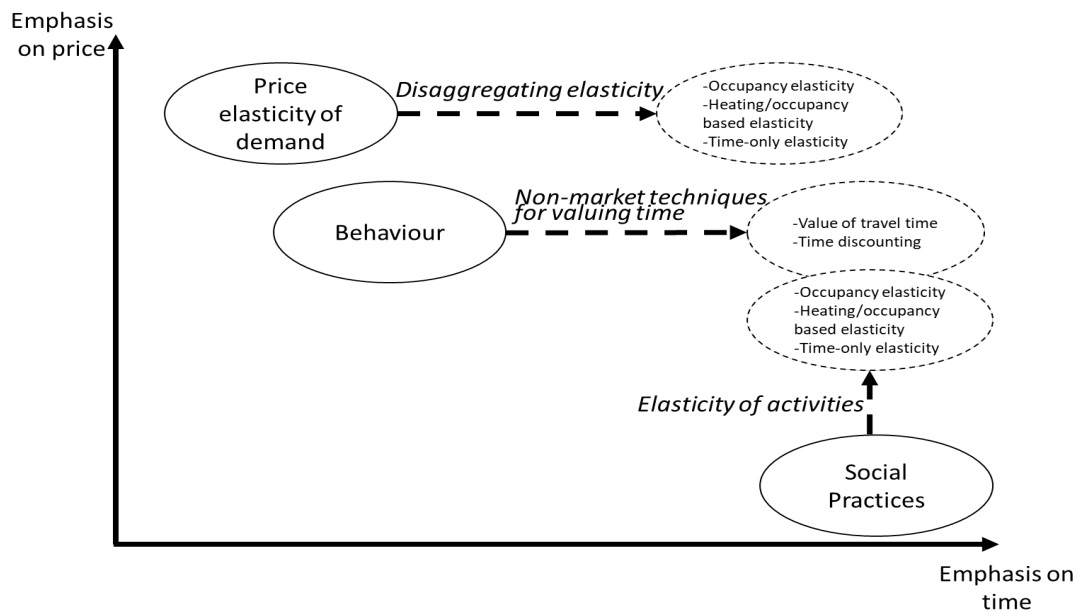 Emphasis
on price
Price
elasticity of
demand
Disaggregating elasticity
-Occupancy elasticity
-Heating/occupancy
based elasticity
-Time-only elasticity
Behaviour
Non-market techniques
for valuing time
-Value of travel time
-Time discounting
-Occupancy elasticity
-Heating/occupancy
based elasticity
-Time-only elasticity
Elasticity of activities
Social
Practices
Emphasis on
time